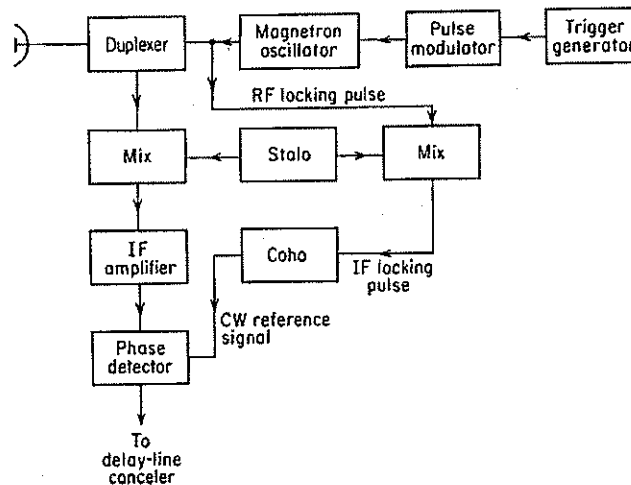 Duplexer
Magnetron
oscillator
Pulse
modulator
Trigger
generator
RF locking pulse
Mix
Stalo
Mix
IF
amplifier
Coho
IF locking
pulse
CW reference
signal
Phase
detector
To
delay-line
canceler